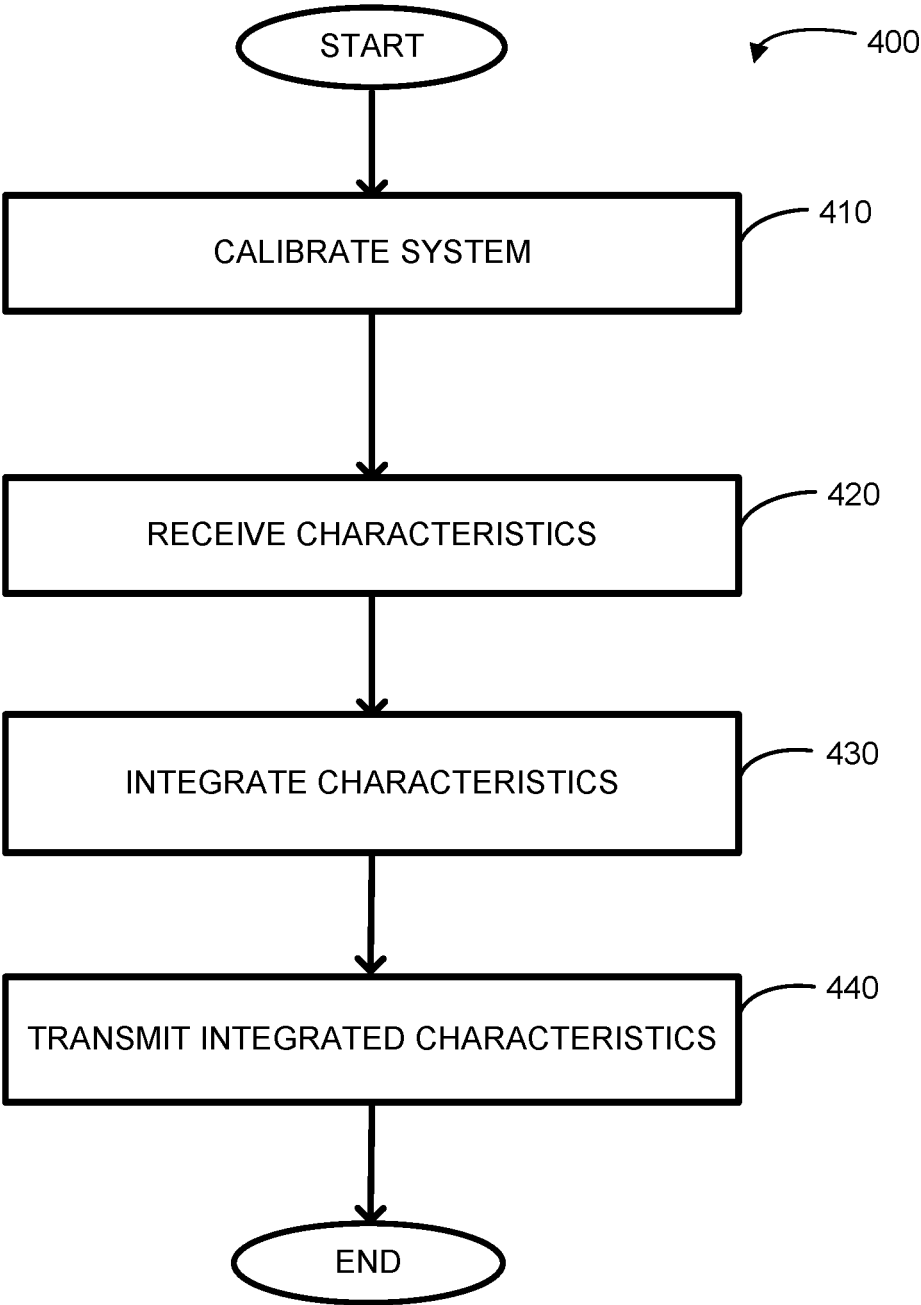 START
400
CALIBRATE SYSTEM
410
RECEIVE CHARACTERISTICS
420
INTEGRATE CHARACTERISTICS
430
TRANSMIT INTEGRATED CHARACTERISTICS
440
END